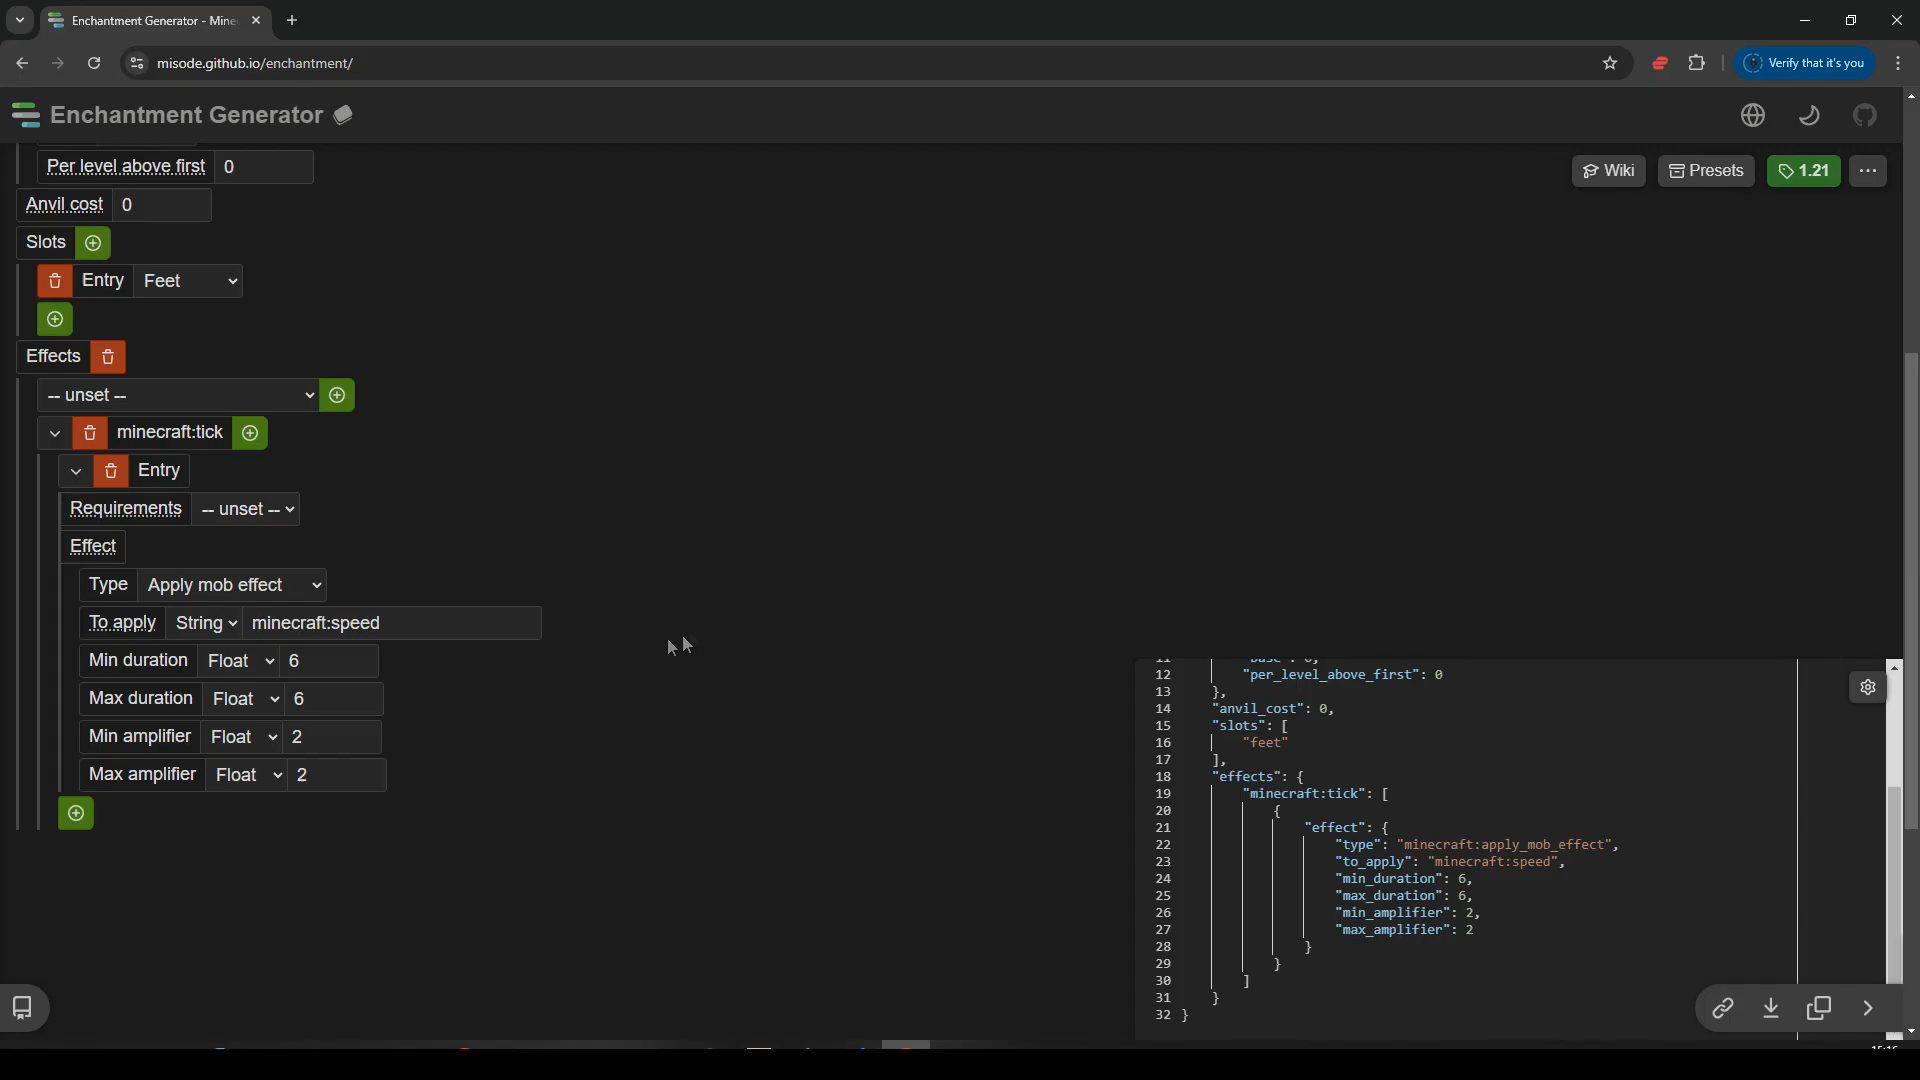 Enchantment Generator - Mine
misode.github.io/enchantment/
Verify that it's you
Enchantment Generator
Wiki
Presets
1.21
Per level above first 0
Anvil cost 0
Slots
Entry Feet
Effects
-- unset --
minecraft:tick
Entry
Requirements -- unset --
Effect
Type Apply mob effect
To apply String minecraft:speed
Min duration Float 6
Max duration Float 6
Min amplifier Float 2
Max amplifier Float 2
12 "per_level_above_first": 0
13 },
14 "anvil_cost": 0,
15 "slots": [
16 "feet"
17 ],
18 "effects": {
19 "minecraft:tick": [
20 {
21 "effect": {
22 "type": "minecraft:apply_mob_effect",
23 "to_apply": "minecraft:speed",
24 "min_duration": 6,
25 "max_duration": 6,
26 "min_amplifier": 2,
27 "max_amplifier": 2
28 }
29 }
30 ]
31 }
32 }